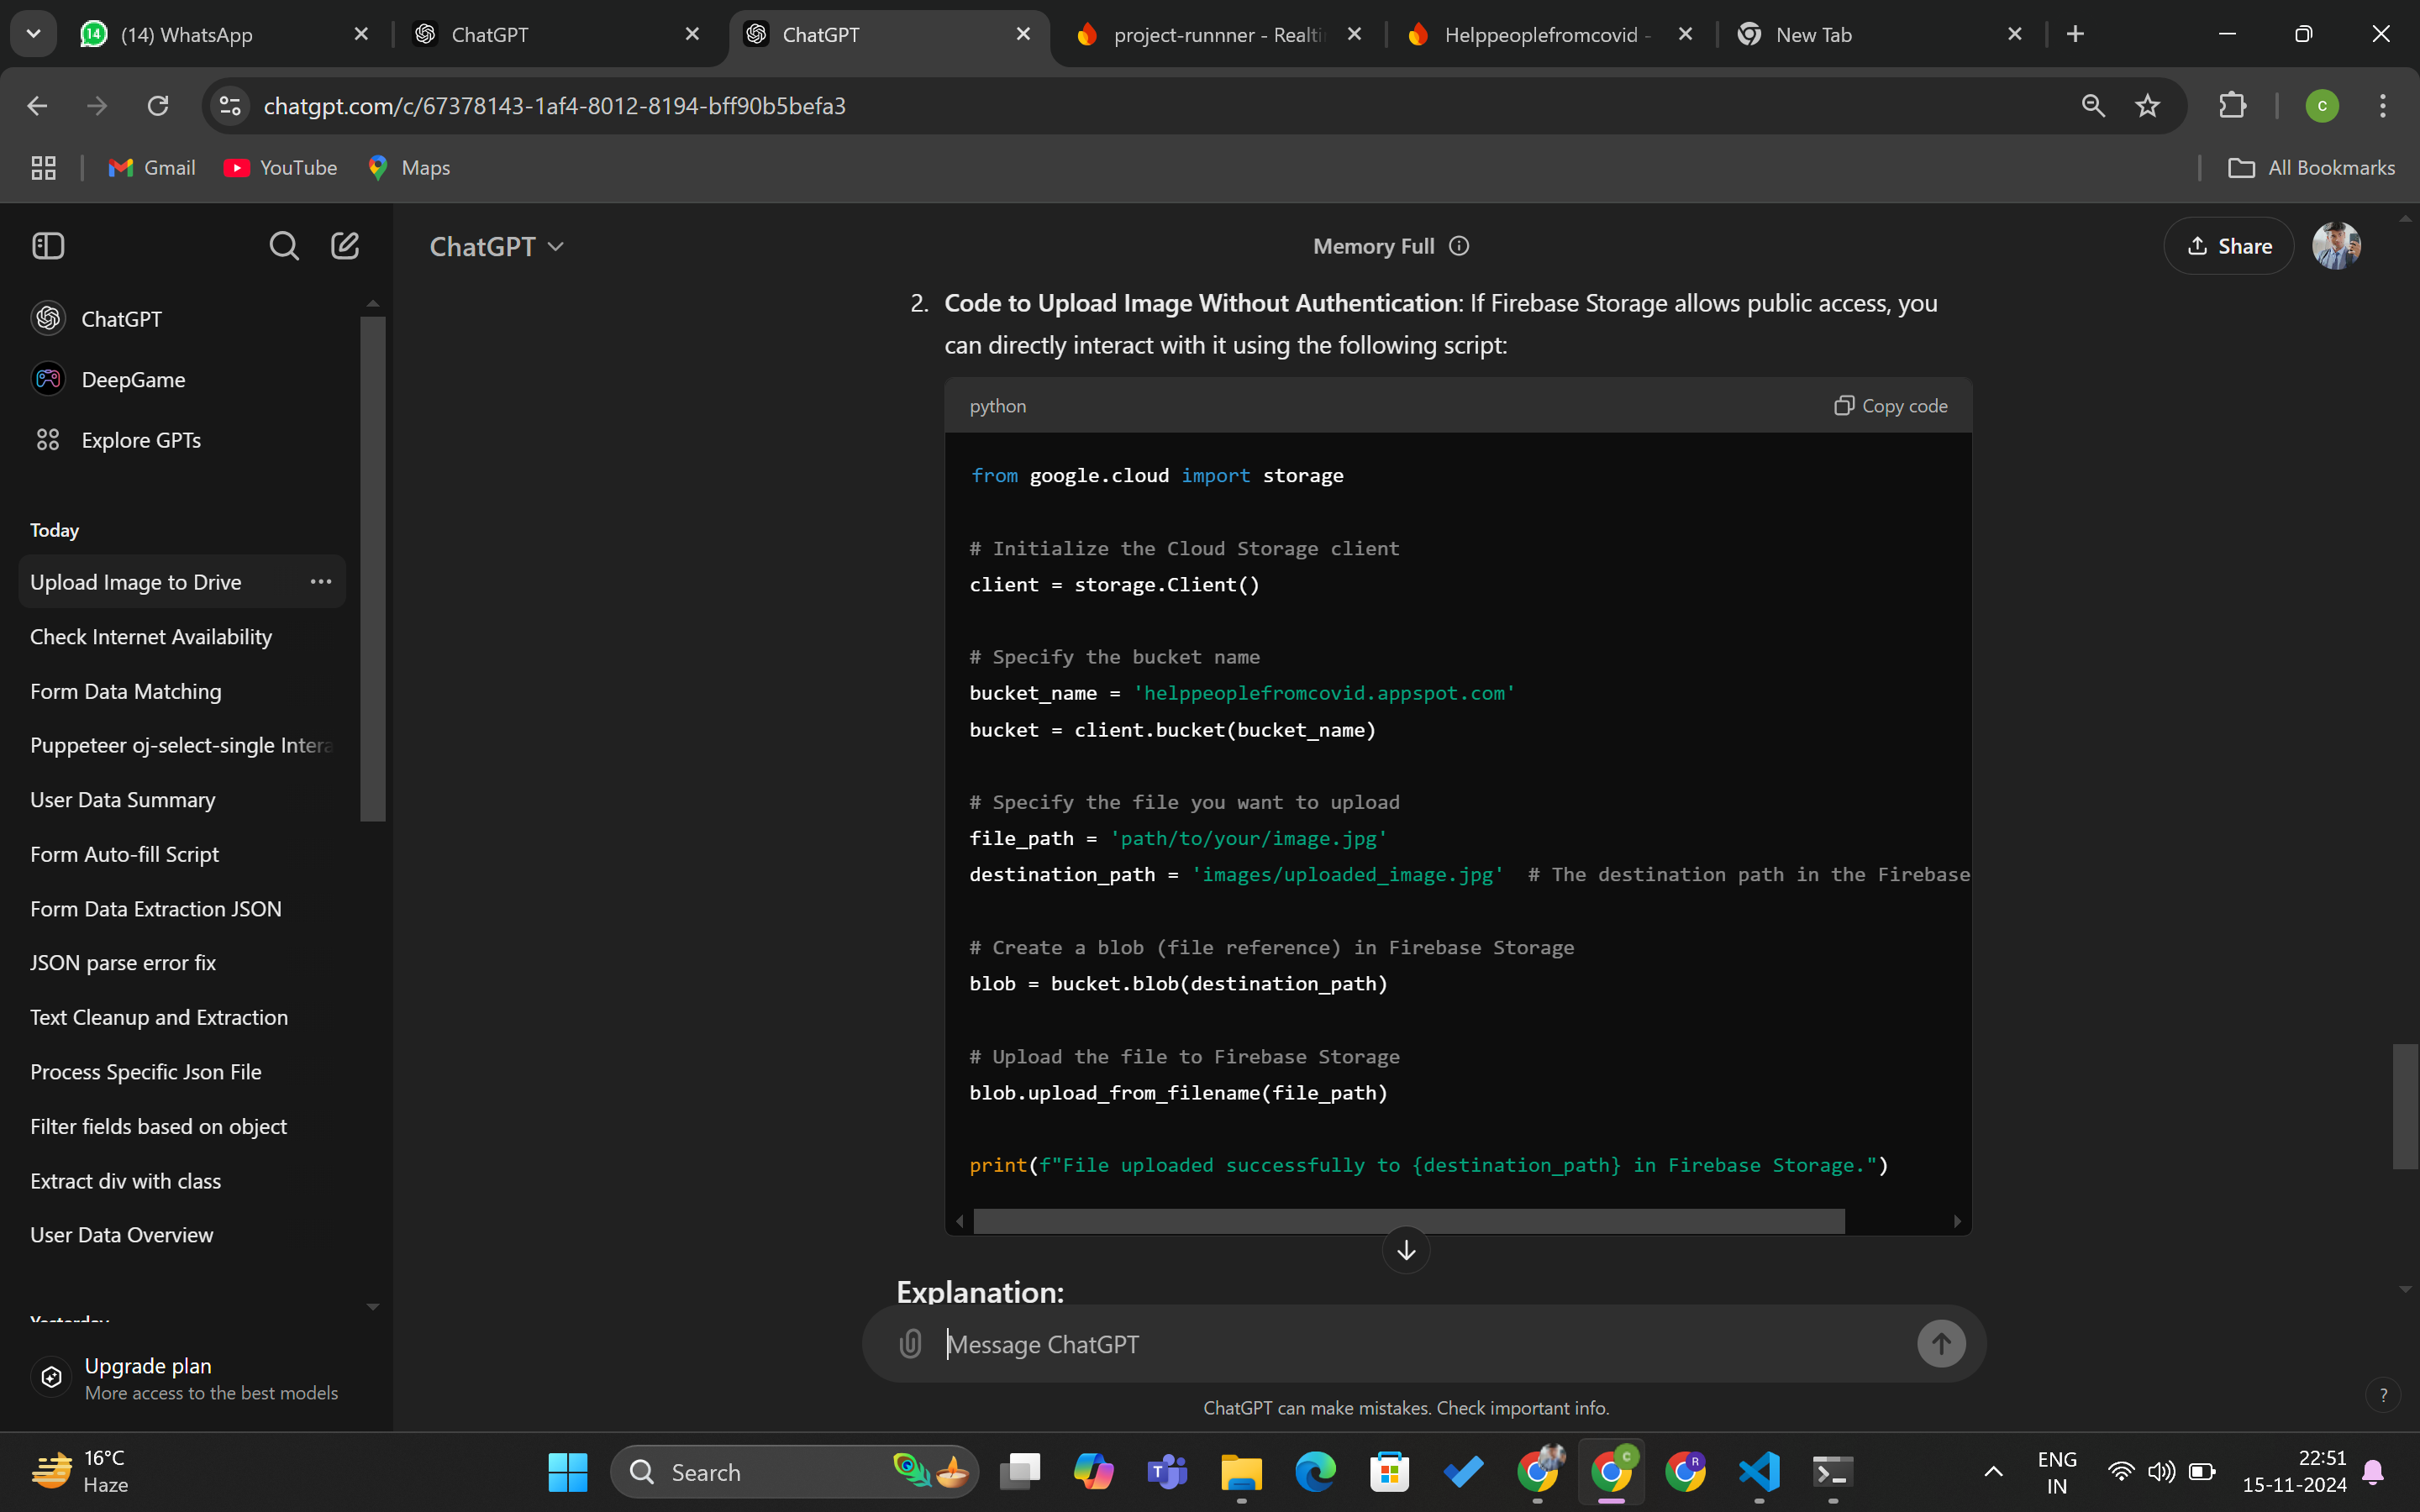 14
(14) WhatsApp
ChatGPT
ChatGPT
project-runnner - Realti
Helppeoplefromcovid -
New Tab
chatgpt.com/c/67378143-1af4-8012-8194-bff90b5befa3
c
Gmail
YouTube
Maps
All Bookmarks
ChatGPT
Memory Full
Share
ChatGPT
DeepGame
Explore GPTs
Today
Upload Image to Drive
Check Internet Availability
Form Data Matching
Puppeteer oj-select-single Intera
User Data Summary
Form Auto-fill Script
Form Data Extraction JSON
JSON parse error fix
Text Cleanup and Extraction
Process Specific Json File
Filter fields based on object
Extract div with class
User Data Overview
Yesterday
Upgrade plan
More access to the best models
2. Code to Upload Image Without Authentication: If Firebase Storage allows public access, you
can directly interact with it using the following script:
python
Copy code
from google.cloud import storage
# Initialize the Cloud Storage client
client = storage.Client()
# Specify the bucket name
bucket_name = 'helppeoplefromcovid.appspot.com'
bucket = client.bucket(bucket_name)
# Specify the file you want to upload
file_path = 'path/to/your/image.jpg'
destination_path = 'images/uploaded_image.jpg'  # The destination path in the Firebase
# Create a blob (file reference) in Firebase Storage
blob = bucket.blob(destination_path)
# Upload the file to Firebase Storage
blob.upload_from_filename(file_path)
print(f"File uploaded successfully to {destination_path} in Firebase Storage.")
Explanation:
Message ChatGPT
ChatGPT can make mistakes. Check important info.
?
16°C
Haze
Search
T
C
R
ENG
IN
22:51
15-11-2024